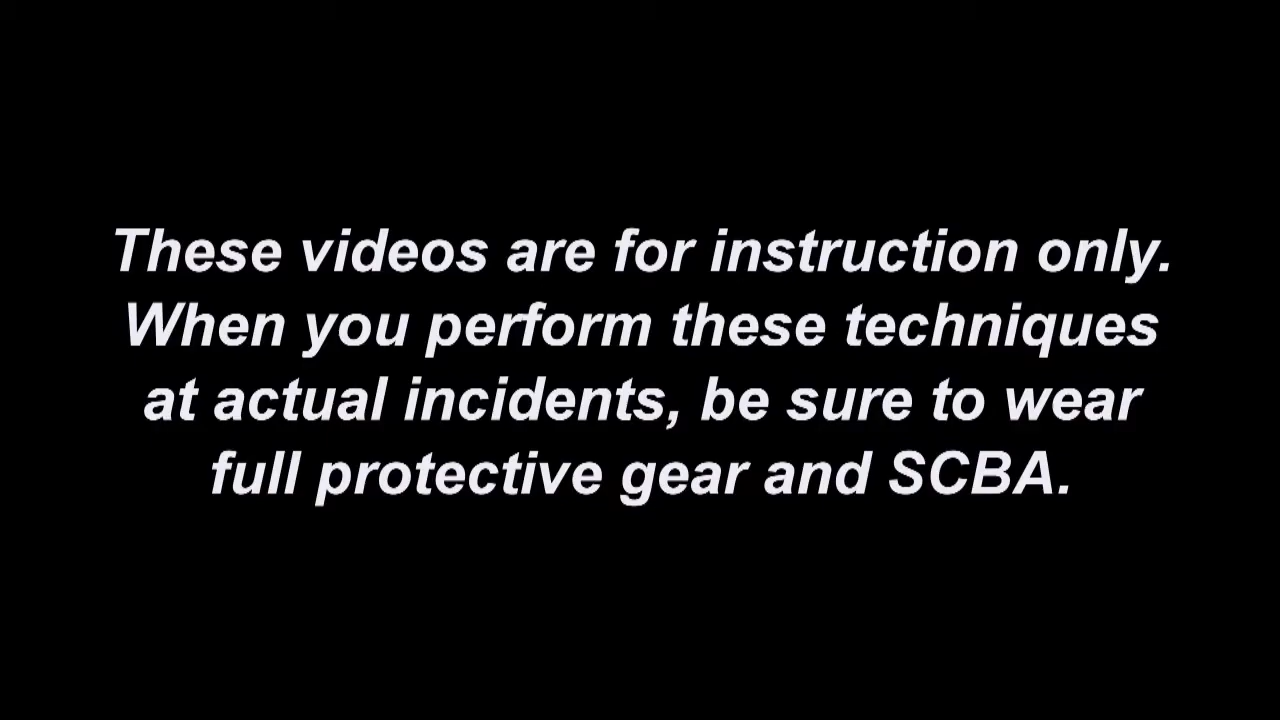 These videos are for instruction only.
When you perform these techniques
at actual incidents, be sure to wear
full protective gear and SCBA.